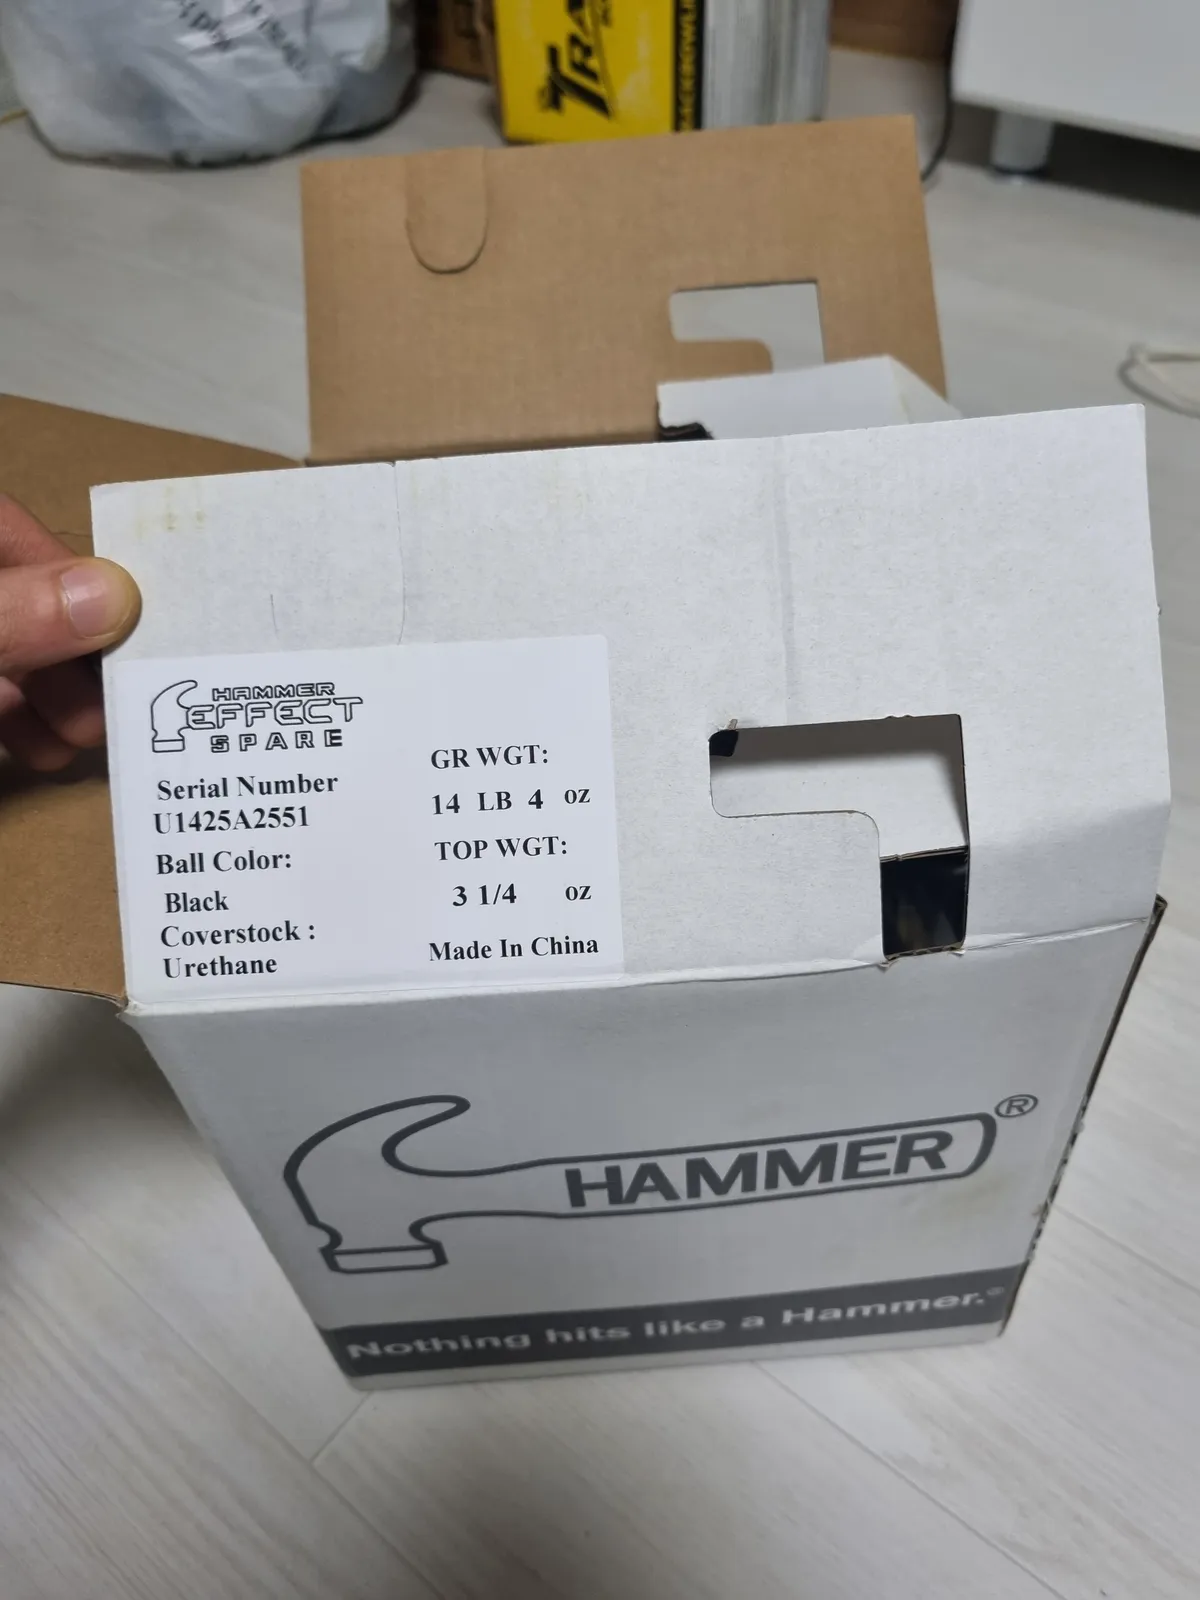 TRA
HAMMER
EFFECT
SPARE
Serial Number
U1425A2551
Ball Color:
Black
Coverstock :
Urethane
GR WGT:
14 LB 4 oz
TOP WGT:
3 1/4 oz
Made In China
HAMMER®
Nothing hits like a Hammer.®